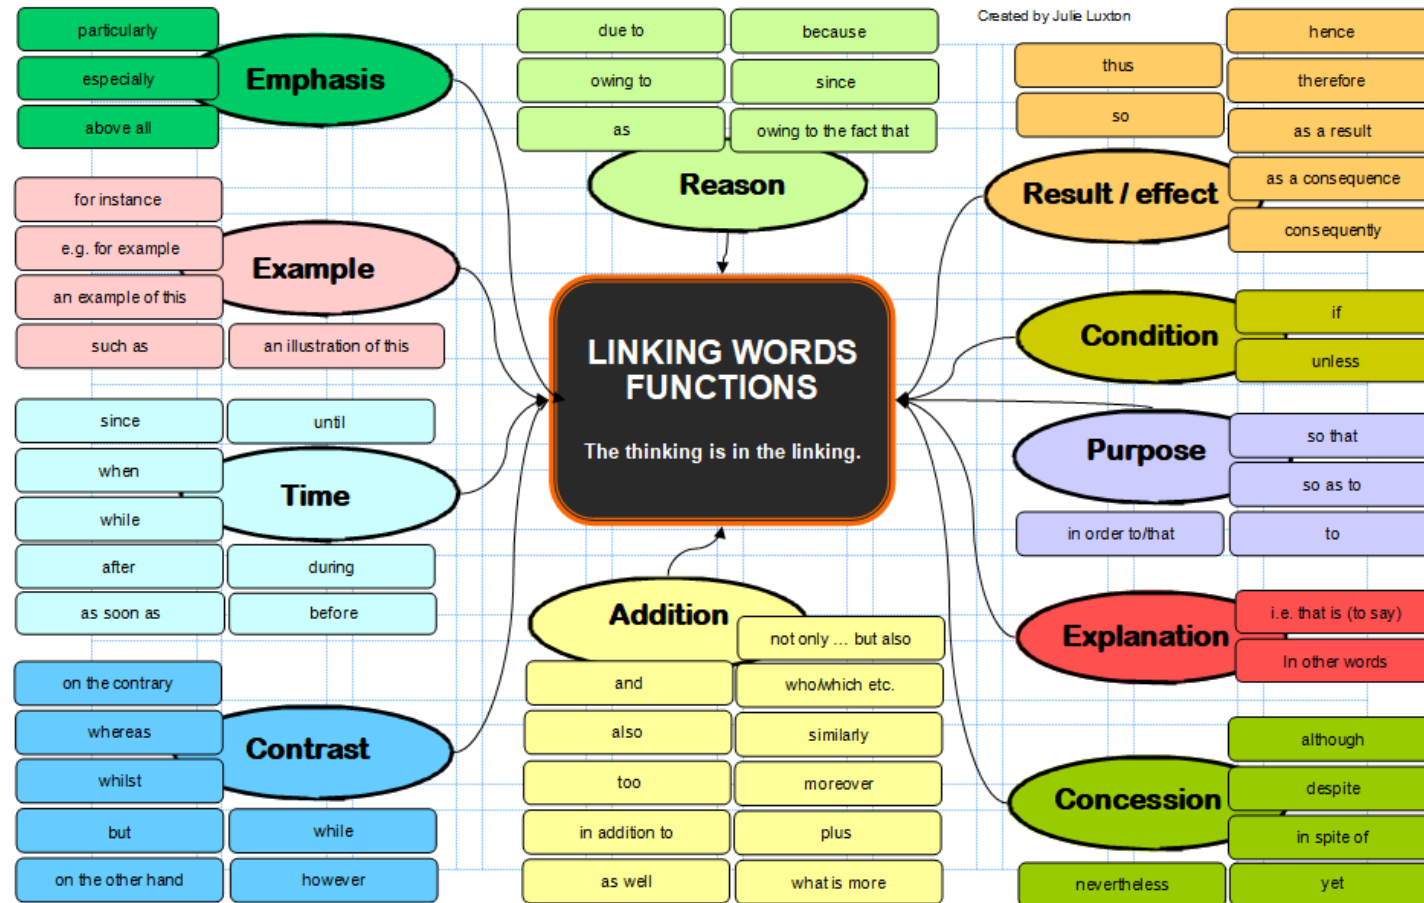 Created by Julie Luxton
LINKING WORDS
FUNCTIONS
The thinking is in the linking.
Emphasis
particularly
especially
above all
Example
for instance
e.g. for example
an example of this
such as
an illustration of this
Time
since
until
when
while
after
during
as soon as
before
Contrast
on the contrary
whereas
whilst
but
while
on the other hand
however
Reason
due to
because
owing to
since
as
owing to the fact that
Addition
not only ... but also
and
who/which etc.
also
similarly
too
moreover
in addition to
plus
as well
what is more
Result / effect
hence
thus
therefore
so
as a result
as a consequence
consequently
Condition
if
unless
Purpose
so that
so as to
in order to/that
to
Explanation
i.e. that is (to say)
In other words
Concession
although
despite
in spite of
nevertheless
yet